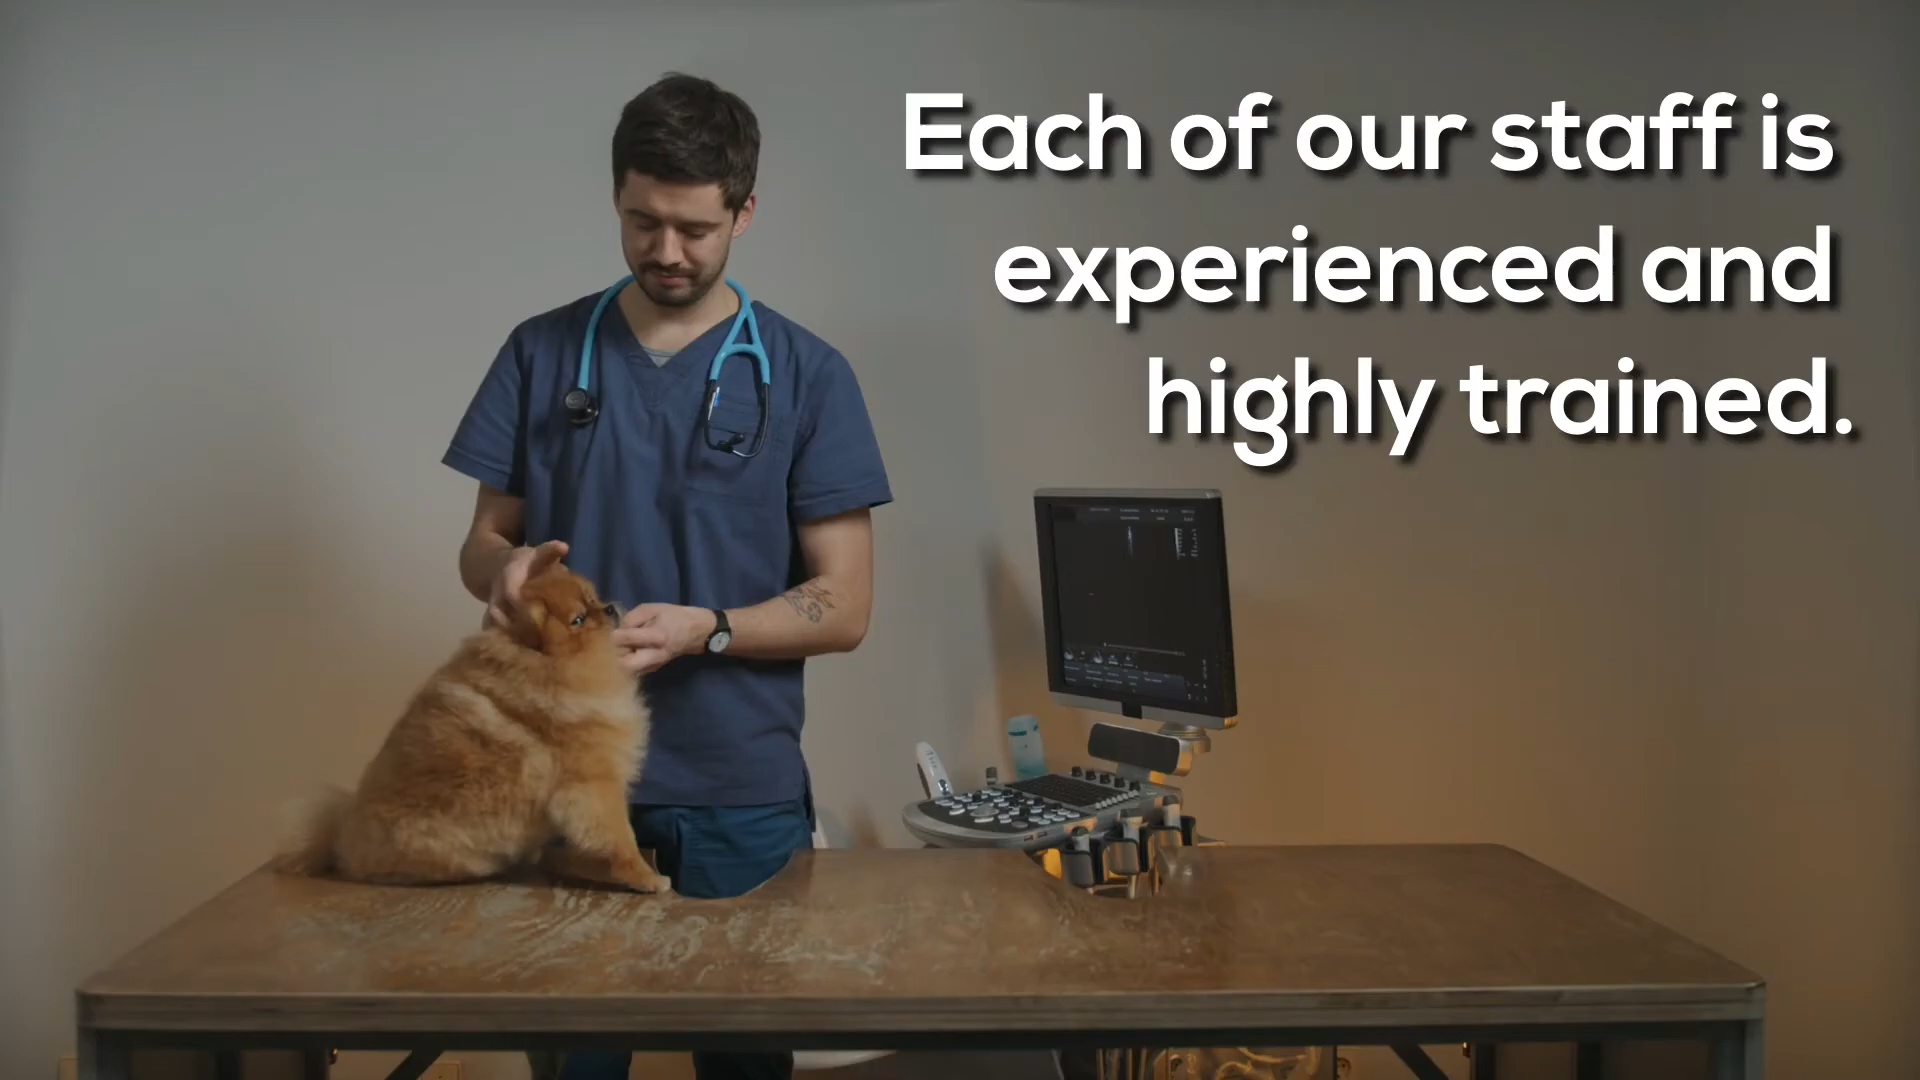 Each of our staff is
experienced and
highly trained.